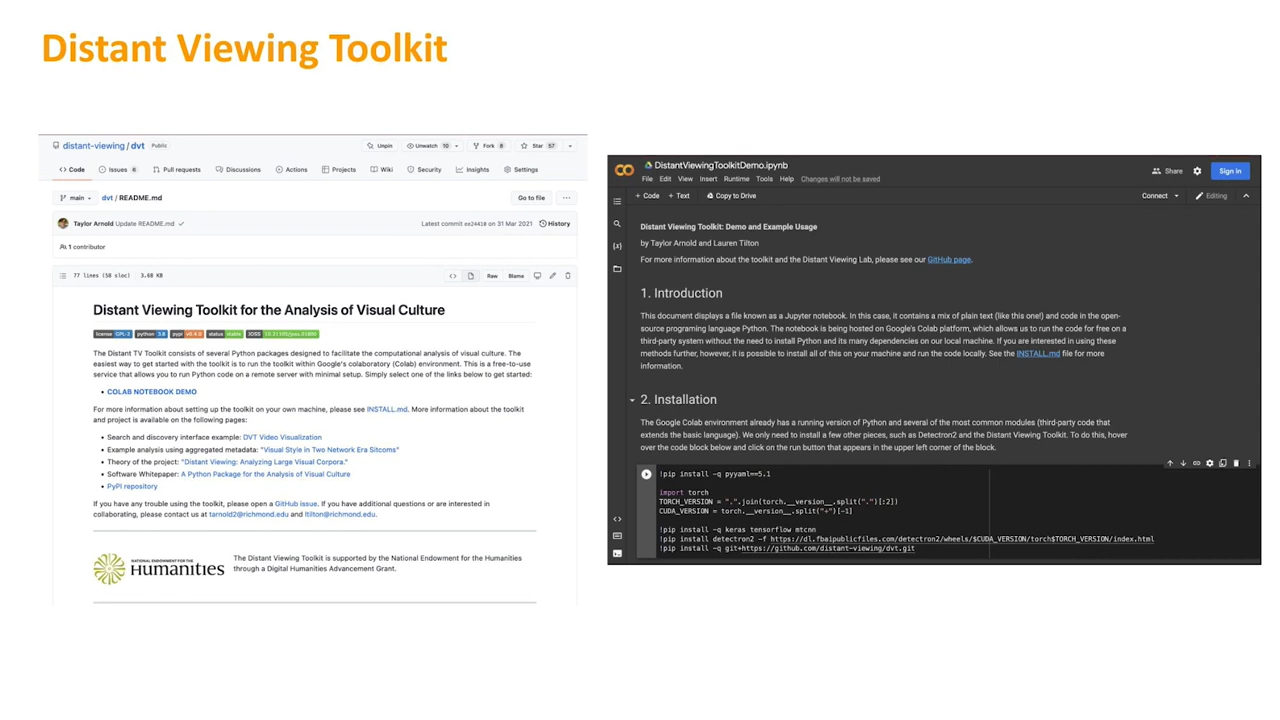 Distant Viewing Toolkit
distant-viewing / dvt Public
Unpin Unwatch 10 Fork 8 Star 57
Code Issues 6 Pull requests Discussions Actions Projects Wiki Security Insights Settings
main dvt / README.md Go to file ...
Taylor Arnold Update README.md Latest commit ee24418 on 31 Mar 2021 History
1 contributor
77 lines (58 sloc) 3.68 KB Raw Blame
Distant Viewing Toolkit for the Analysis of Visual Culture
license GPL-2 python 3.6 pypi status stable JOSS
The Distant TV Toolkit consists of several Python packages designed to facilitate the computational analysis of visual culture. The
easiest way to get started with the toolkit is to run the toolkit within Google's colaboratory (Colab) environment. This is a free-to-use
service that allows you to run Python code on a remote server with minimal setup. Simply select one of the links below to get started:
• COLAB NOTEBOOK DEMO
For more information about setting up the toolkit on your own machine, please see INSTALL.md. More information about the toolkit
and project is available on the following pages:
• Search and discovery interface example: DVT Video Visualization
• Example analysis using aggregated metadata: "Visual Style in Two Network Era Sitcoms"
• Theory of the project: "Distant Viewing: Analyzing Large Visual Corpora."
• Software Whitepaper: A Python Package for the Analysis of Visual Culture
• PyPI repository
If you have any trouble using the toolkit, please open a GitHub issue. If you have additional questions or are interested in
collaborating, please contact us at tarnold2@richmond.edu and ltilton@richmond.edu.
NATIONAL ENDOWMENT FOR THE
Humanities
The Distant Viewing Toolkit is supported by the National Endowment for the Humanities
through a Digital Humanities Advancement Grant.
DistantViewingToolkitDemo.ipynb
File Edit View Insert Runtime Tools Help Changes will not be saved
Share Sign in
+ Code + Text Copy to Drive Connect Editing
Distant Viewing Toolkit: Demo and Example Usage
by Taylor Arnold and Lauren Tilton
For more information about the toolkit and the Distant Viewing Lab, please see our GitHub page.
1. Introduction
This document displays a file known as a Jupyter notebook. In this case, it contains a mix of plain text (like this one!) and code in the open-
source programing language Python. The notebook is being hosted on Google's Colab platform, which allows us to run the code for free on a
third-party system without the need to install Python and its many dependencies on our local machine. If you are interested in using these
methods further, however, it is possible to install all of this on your machine and run the code locally. See the INSTALL.md file for more
information.
2. Installation
The Google Colab environment already has a running version of Python and several of the most common modules (third-party code that
extends the basic language). We only need to install a few other pieces, such as Detectron2 and the Distant Viewing Toolkit. To do this, hover
over the code block below and click on the run button that appears in the upper left corner of the block.
!pip install -q pyyaml==5.1
import torch
TORCH_VERSION = ".".join(torch.__version__.split(".")[:2])
CUDA_VERSION = torch.__version__.split("+")[-1]
!pip install -q keras tensorflow mtcnn
!pip install detectron2 -f https://dl.fbaipublicfiles.com/detectron2/wheels/$CUDA_VERSION/torch$TORCH_VERSION/index.html
!pip install -q git+https://github.com/distant-viewing/dvt.git